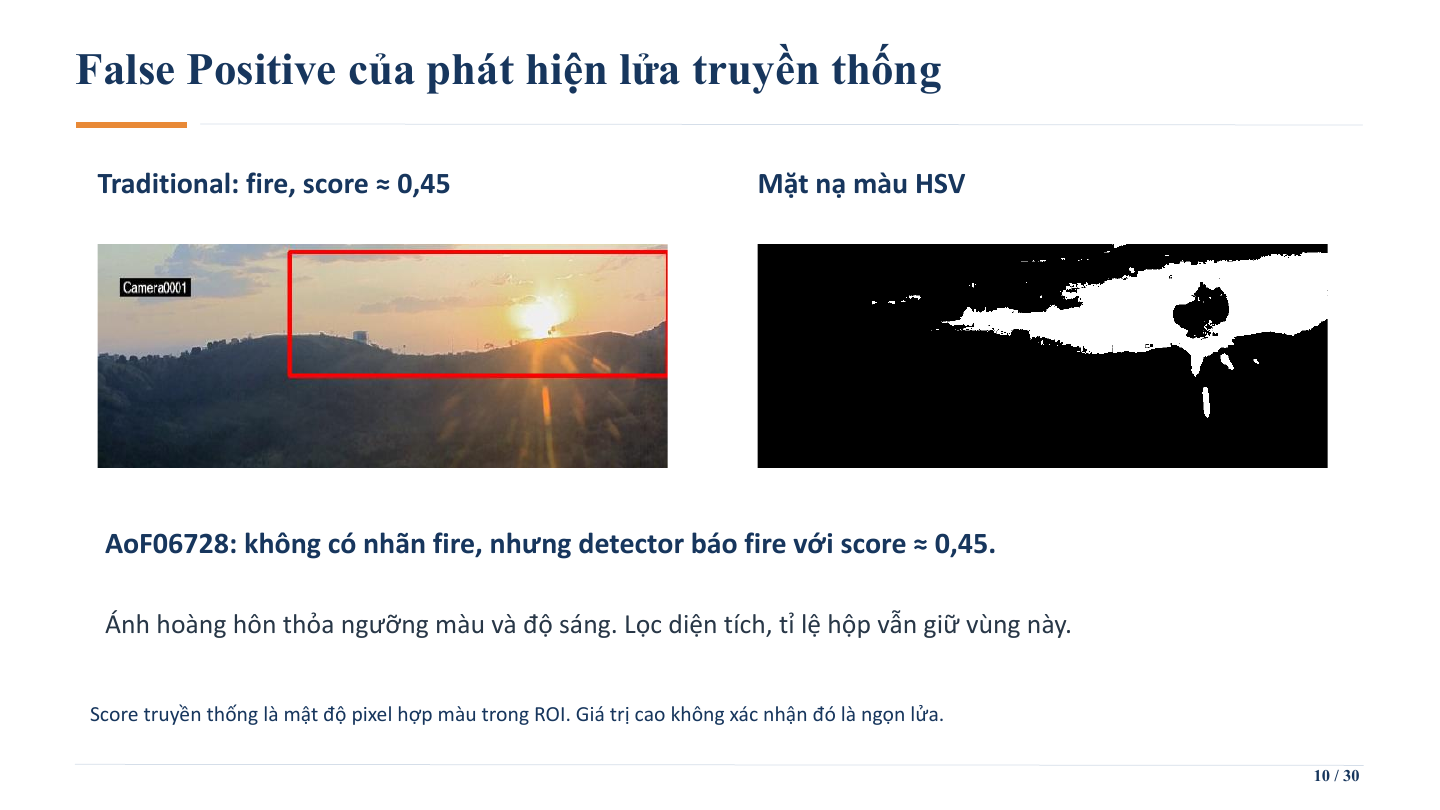 False Positive của phát hiện lửa truyền thống
Traditional: fire, score ≈ 0,45
Mặt nạ màu HSV
Camera0001
AoF06728: không có nhãn fire, nhưng detector báo fire với score ≈ 0,45.
Ánh hoàng hôn thỏa ngưỡng màu và độ sáng. Lọc diện tích, tỉ lệ hộp vẫn giữ vùng này.
Score truyền thống là mật độ pixel hợp màu trong ROI. Giá trị cao không xác nhận đó là ngọn lửa.
10 / 30